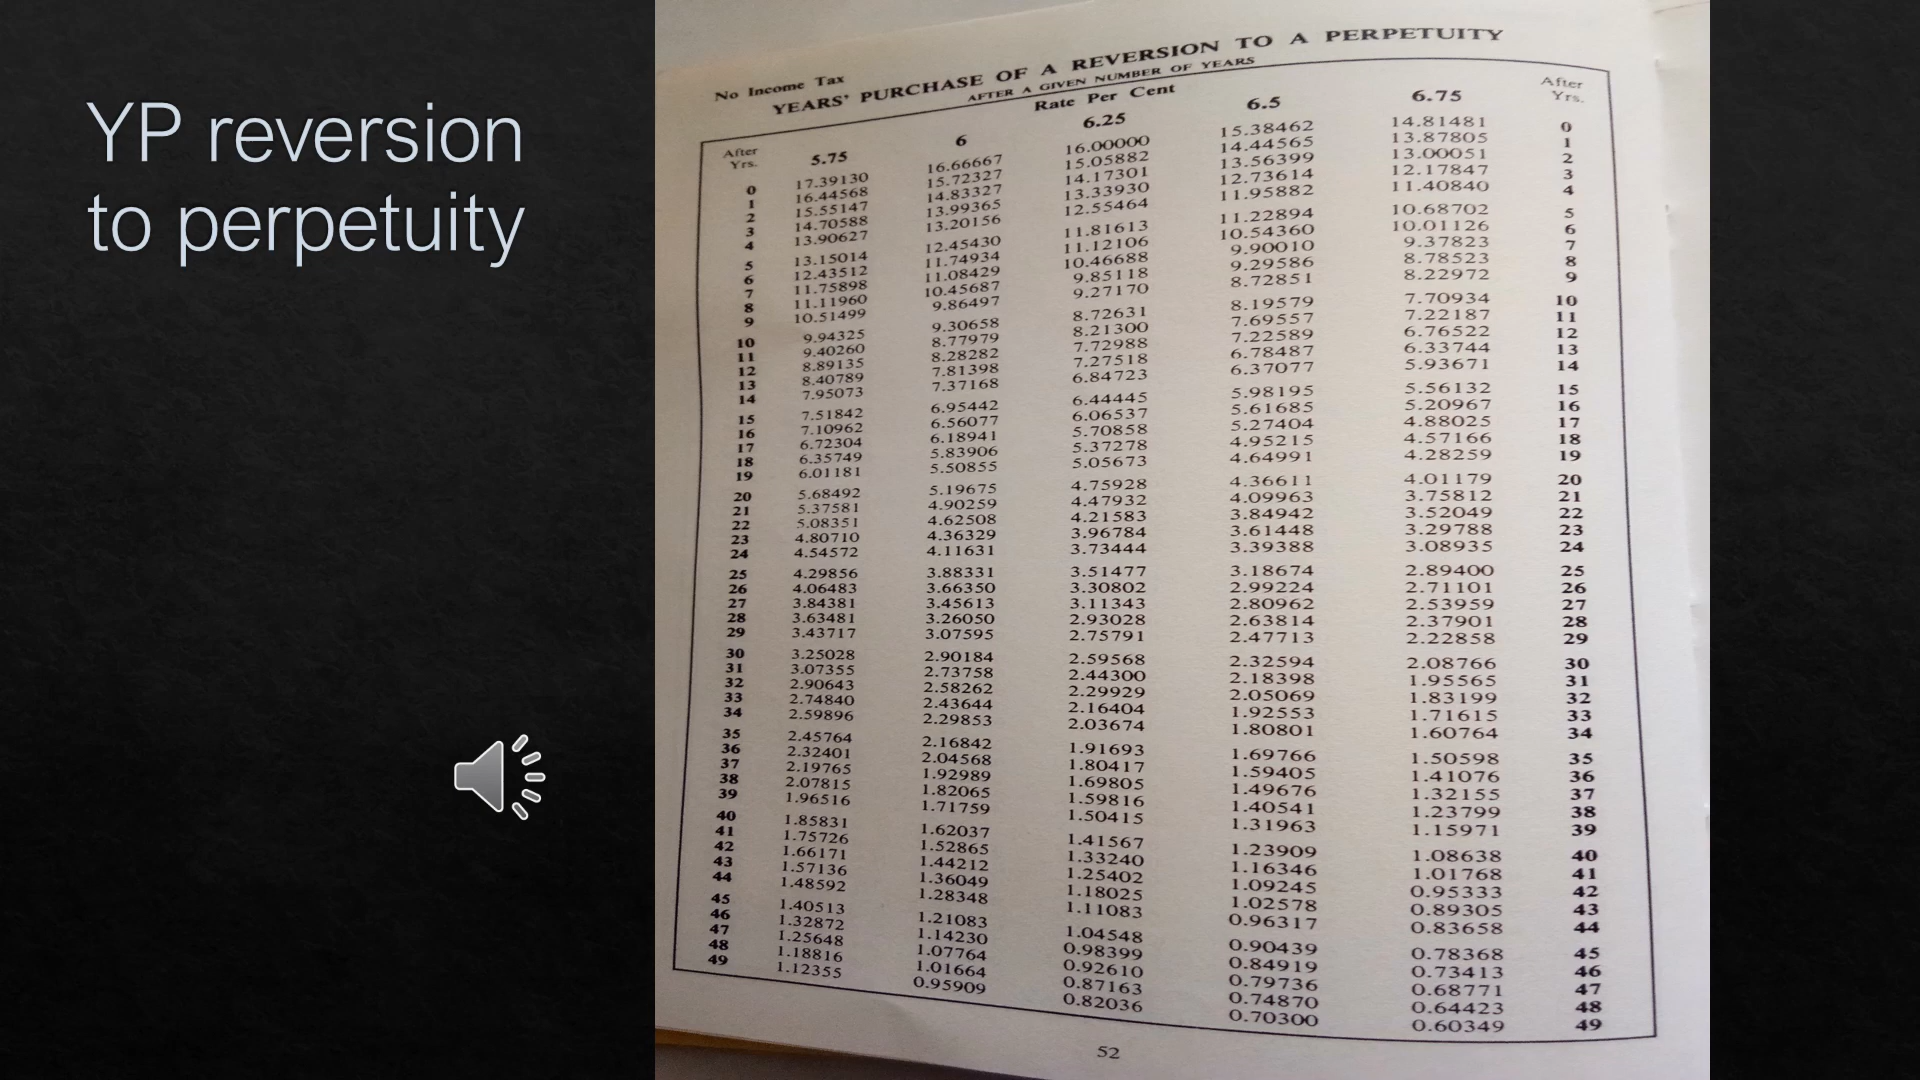 YP reversion
to perpetuity
No Income Tax
YEARS' PURCHASE OF A REVERSION TO A PERPETUITY
AFTER A GIVEN NUMBER OF YEARS
Rate Per Cent
After Yrs. 5.75 6 6.25 6.5 6.75 After Yrs.
0 17.39130 16.66667 16.00000 15.38462 14.81481 0
1 16.44568 15.72327 15.05882 14.44565 13.87805 1
2 15.55147 14.83327 14.17301 13.56399 13.00051 2
3 14.70588 13.99365 13.33930 12.73614 12.17847 3
4 13.90627 13.20156 12.55464 11.95882 11.40840 4
5 13.15014 12.45430 11.81613 11.22894 10.68702 5
6 12.43512 11.74934 11.12106 10.54360 10.01126 6
7 11.75898 11.08429 10.46688 9.90010 9.37823 7
8 11.11960 10.45687 9.85118 9.29586 8.78523 8
9 10.51499 9.86497 9.27170 8.72851 8.22972 9
10 9.94325 9.30658 8.72631 8.19579 7.70934 10
11 9.40260 8.77979 8.21300 7.69557 7.22187 11
12 8.89135 8.28282 7.72988 7.22589 6.76522 12
13 8.40789 7.81398 7.27518 6.78487 6.33744 13
14 7.95073 7.37168 6.84723 6.37077 5.93671 14
15 7.51842 6.95442 6.44445 5.98195 5.56132 15
16 7.10962 6.56077 6.06537 5.61685 5.20967 16
17 6.72304 6.18941 5.70858 5.27404 4.88025 17
18 6.35749 5.83906 5.37278 4.95215 4.57166 18
19 6.01181 5.50855 5.05673 4.64991 4.28259 19
20 5.68492 5.19675 4.75928 4.36611 4.01179 20
21 5.37581 4.90259 4.47932 4.09963 3.75812 21
22 5.08351 4.62508 4.21583 3.84942 3.52049 22
23 4.80710 4.36329 3.96784 3.61448 3.29788 23
24 4.54572 4.11631 3.73444 3.39388 3.08935 24
25 4.29856 3.88331 3.51477 3.18674 2.89400 25
26 4.06483 3.66350 3.30802 2.99224 2.71101 26
27 3.84381 3.45613 3.11343 2.80962 2.53959 27
28 3.63481 3.26050 2.93028 2.63814 2.37901 28
29 3.43717 3.07595 2.75791 2.47713 2.22858 29
30 3.25028 2.90184 2.59568 2.32594 2.08766 30
31 3.07355 2.73758 2.44300 2.18398 1.95565 31
32 2.90643 2.58262 2.29929 2.05069 1.83199 32
33 2.74840 2.43644 2.16404 1.92553 1.71615 33
34 2.59896 2.29853 2.03674 1.80801 1.60764 34
35 2.45764 2.16842 1.91693 1.69766 1.50598 35
36 2.32401 2.04568 1.80417 1.59405 1.41076 36
37 2.19765 1.92989 1.69805 1.49676 1.32155 37
38 2.07815 1.82065 1.59816 1.40541 1.23799 38
39 1.96516 1.71759 1.50415 1.31963 1.15971 39
40 1.85831 1.62037 1.41567 1.23909 1.08638 40
41 1.75726 1.52865 1.33240 1.16346 1.01768 41
42 1.66171 1.44212 1.25402 1.09245 0.95333 42
43 1.57136 1.36049 1.18025 1.02578 0.89305 43
44 1.48592 1.28348 1.11083 0.96317 0.83658 44
45 1.40513 1.21083 1.04548 0.90439 0.78368 45
46 1.32872 1.14230 0.98399 0.84919 0.73413 46
47 1.25648 1.07764 0.92610 0.79736 0.68771 47
48 1.18816 1.01664 0.87163 0.74870 0.64423 48
49 1.12355 0.95909 0.82036 0.70300 0.60349 49
52